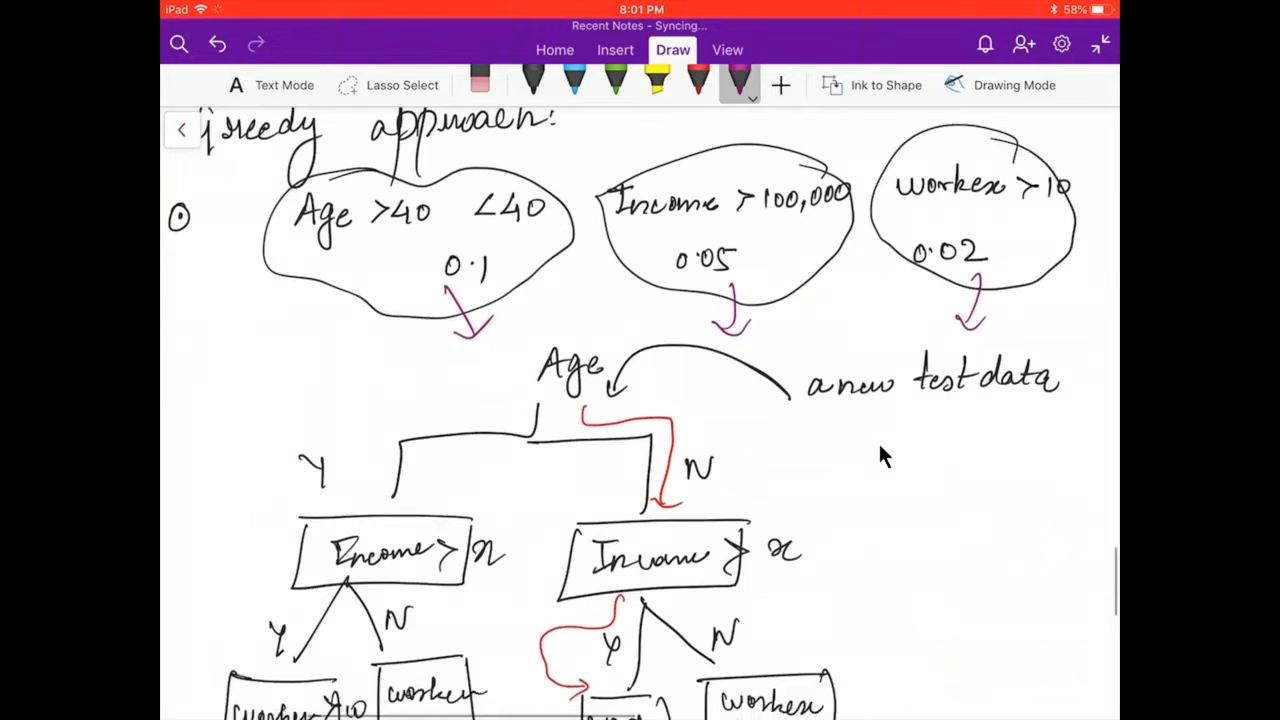 iPad 8:01 PM 58%
Recent Notes - Syncing...
Home Insert Draw View
A Text Mode Lasso Select Ink to Shape Drawing Mode
greedy approach:
Age >40 <40 Income >100,000 workex >10
0.1 0.05 0.02
Age a new test data
Y N
Income > x Income > x
Y N Y N
workex >10 workex workex